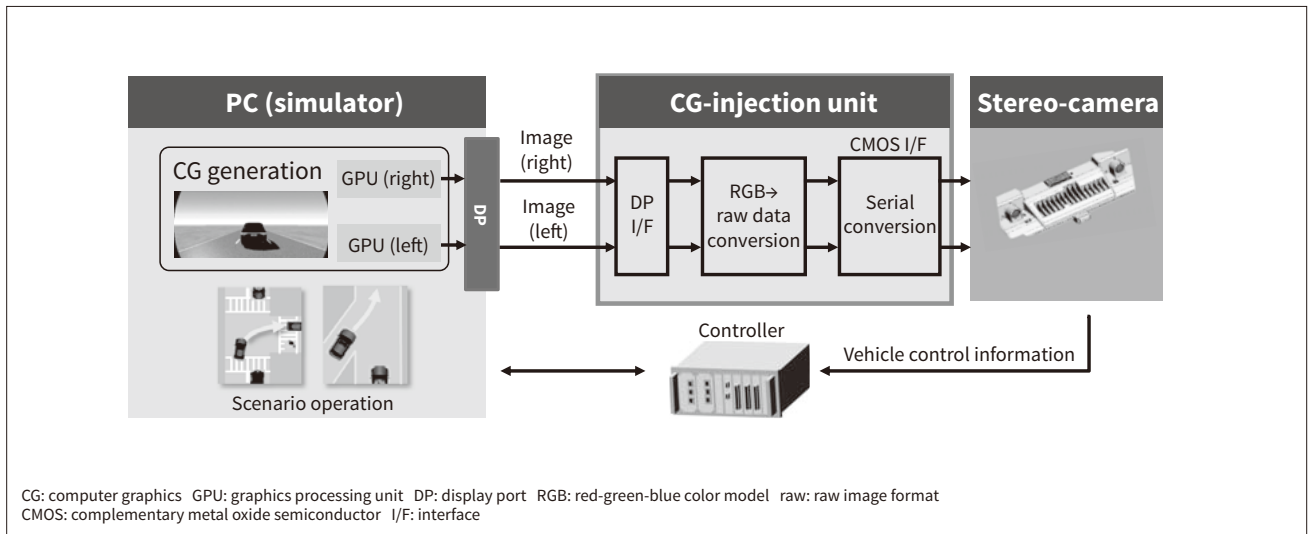 PC (simulator)
CG generation
GPU (right)
GPU (left)
DP
Scenario operation
Image
(right)
Image
(left)
CG-injection unit
DP
I/F
RGB→
raw data
conversion
CMOS I/F
Serial
conversion
Stereo-camera
Controller
Vehicle control information
CG: computer graphics GPU: graphics processing unit DP: display port RGB: red-green-blue color model raw: raw image format
CMOS: complementary metal oxide semiconductor I/F: interface